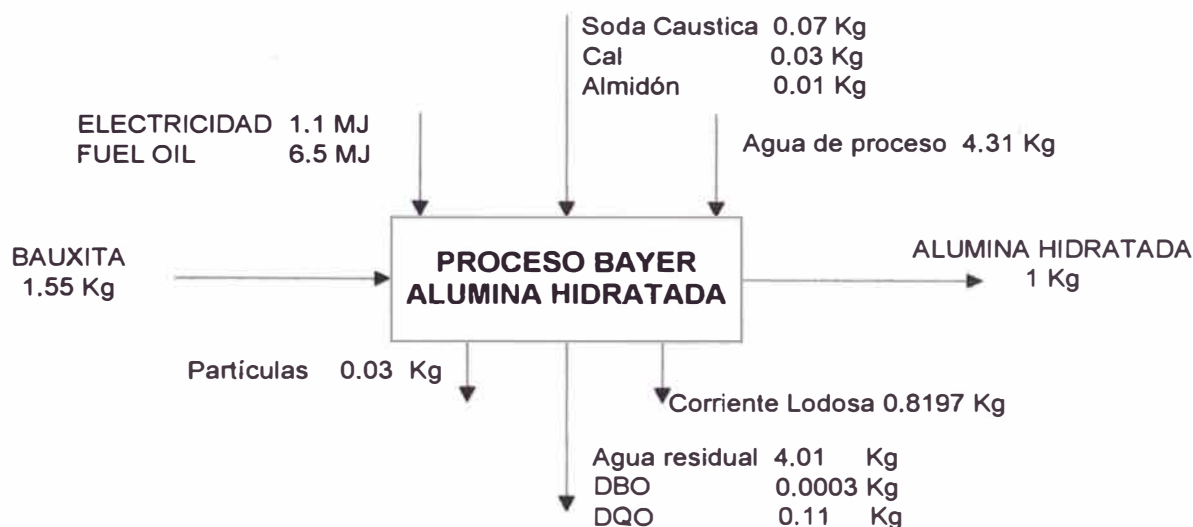 Soda Caustica 0.07 Kg
Cal 0.03 Kg
Almidón 0.01 Kg
ELECTRICIDAD 1.1 MJ
FUEL OIL 6.5 MJ
Agua de proceso 4.31 Kg
BAUXITA
1.55 Kg
PROCESO BAYER
ALUMINA HIDRATADA
ALUMINA HIDRATADA
1 Kg
Partículas 0.03 Kg
Corriente Lodosa 0.8197 Kg
Agua residual 4.01 Kg
DBO 0.0003 Kg
DQO 0.11 Kg